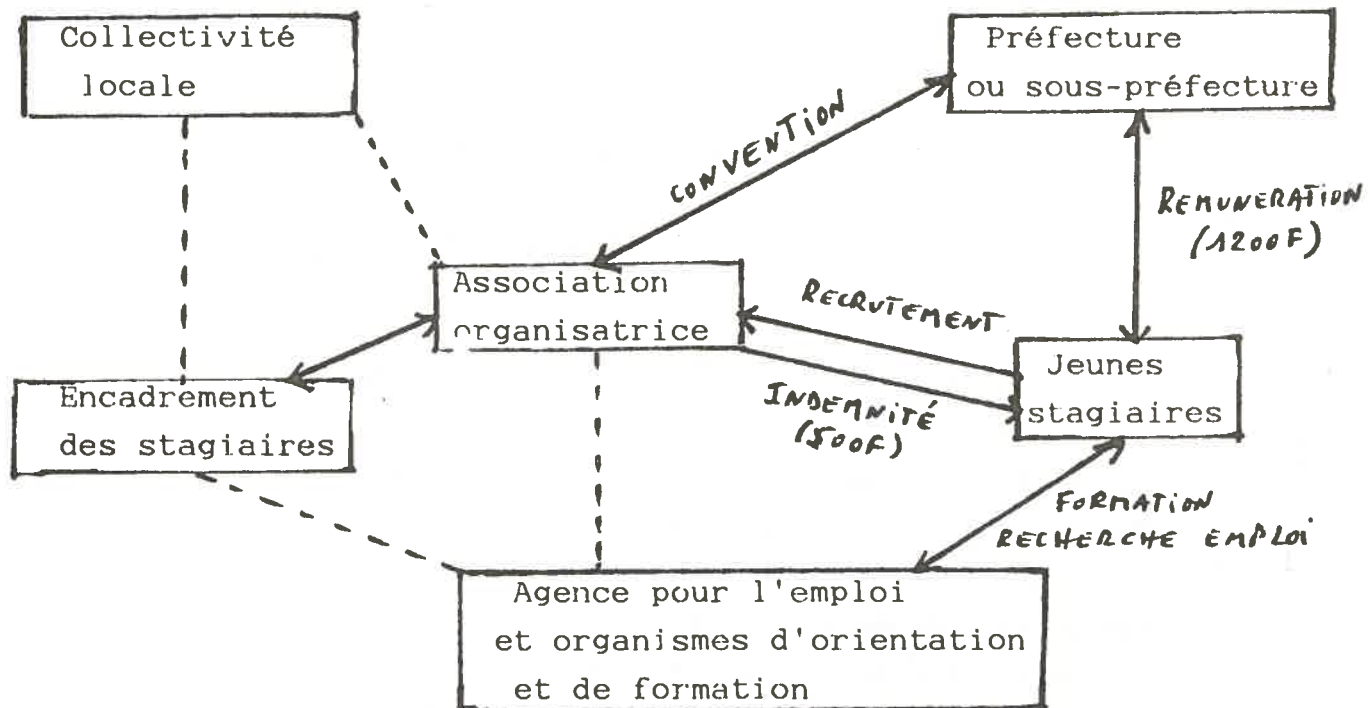 Collectivité
locale
Préfecture
ou sous-préfecture
CONVENTION
REMUNERATION
(1200F)
Association
organisatrice
RECRUTEMENT
Jeunes
stagiaires
INDEMNITÉ
(500F)
Encadrement
des stagiaires
FORMATION
RECHERCHE EMPLOI
Agence pour l'emploi
et organismes d'orientation
et de formation